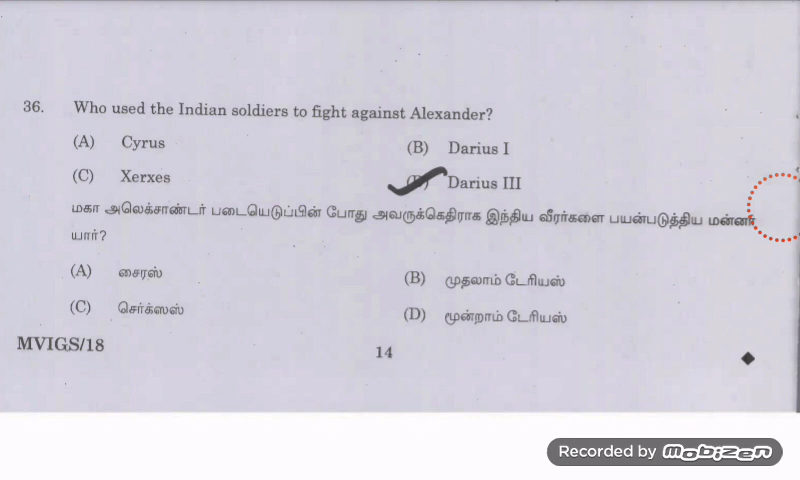 36. Who used the Indian soldiers to fight against Alexander?
(A) Cyrus (B) Darius I
(C) Xerxes (D) Darius III
மகா அலெக்சாண்டர் படையெடுப்பின் போது அவருக்கெதிராக இந்திய வீரர்களை பயன்படுத்திய மன்னர்
யார்?
(A) சைரஸ் (B) முதலாம் டேரியஸ்
(C) செர்க்ஸஸ் (D) மூன்றாம் டேரியஸ்
MVIGS/18 14
Recorded by mobizen